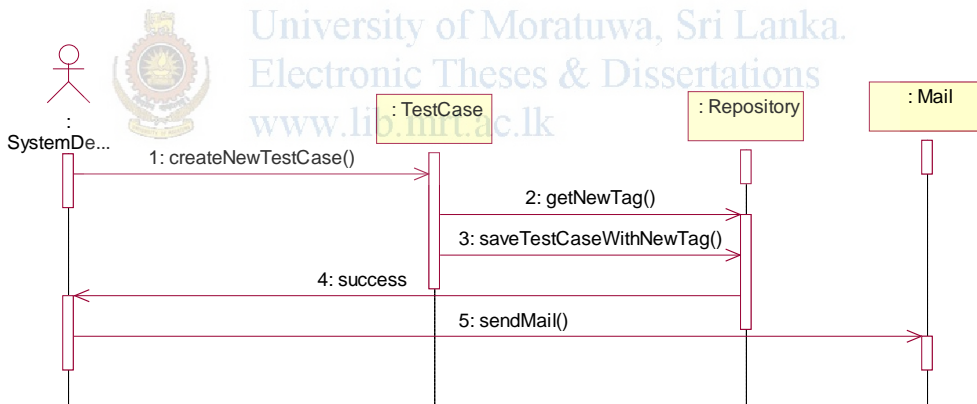 University of Moratuwa, Sri Lanka.
Electronic Theses & Dissertations
www.lib.mrt.ac.lk
:
SystemDe...
: TestCase
: Repository
: Mail
1: createNewTestCase()
2: getNewTag()
3: saveTestCaseWithNewTag()
4: success
5: sendMail()